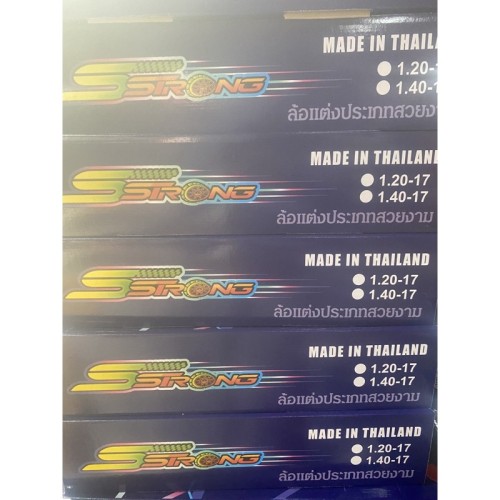 MADE IN THAILA
SSTRONG
1.20-1
1.40-1
ล้อแต่งประเภทสวยงาม
MADE IN THAILAND
SSTRONG
1.20-17
1.40-17
ล้อแต่งประเภทสวยงาม
MADE IN THAILAND
SSTRONG
1.20-17
1.40-17
ล้อแต่งประเภทสวยงาม
MADE IN THAILAND
SSTRONG
1.20-17
1.40-17
ล้อแต่งประเภทสวยงาม
MADE IN THAILAND
SSTRONG
1.20-17
1.40-17
ล้อแต่งประเภทสวยงาม